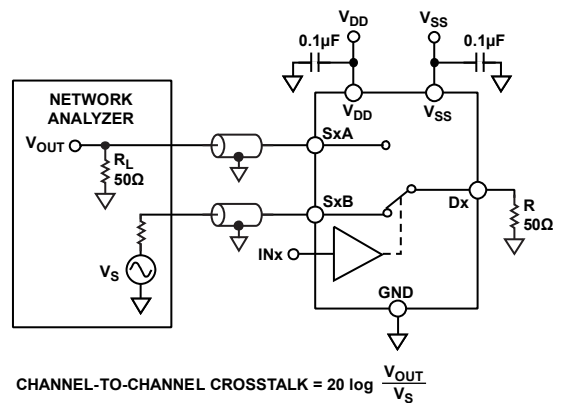 VDD
VSS
0.1µF
0.1µF
NETWORK
ANALYZER
VDD
VSS
VOUT
RL
50Ω
SxA
SxB
Dx
R
50Ω
VS
INx
GND
CHANNEL-TO-CHANNEL CROSSTALK = 20 log VOUT
VS